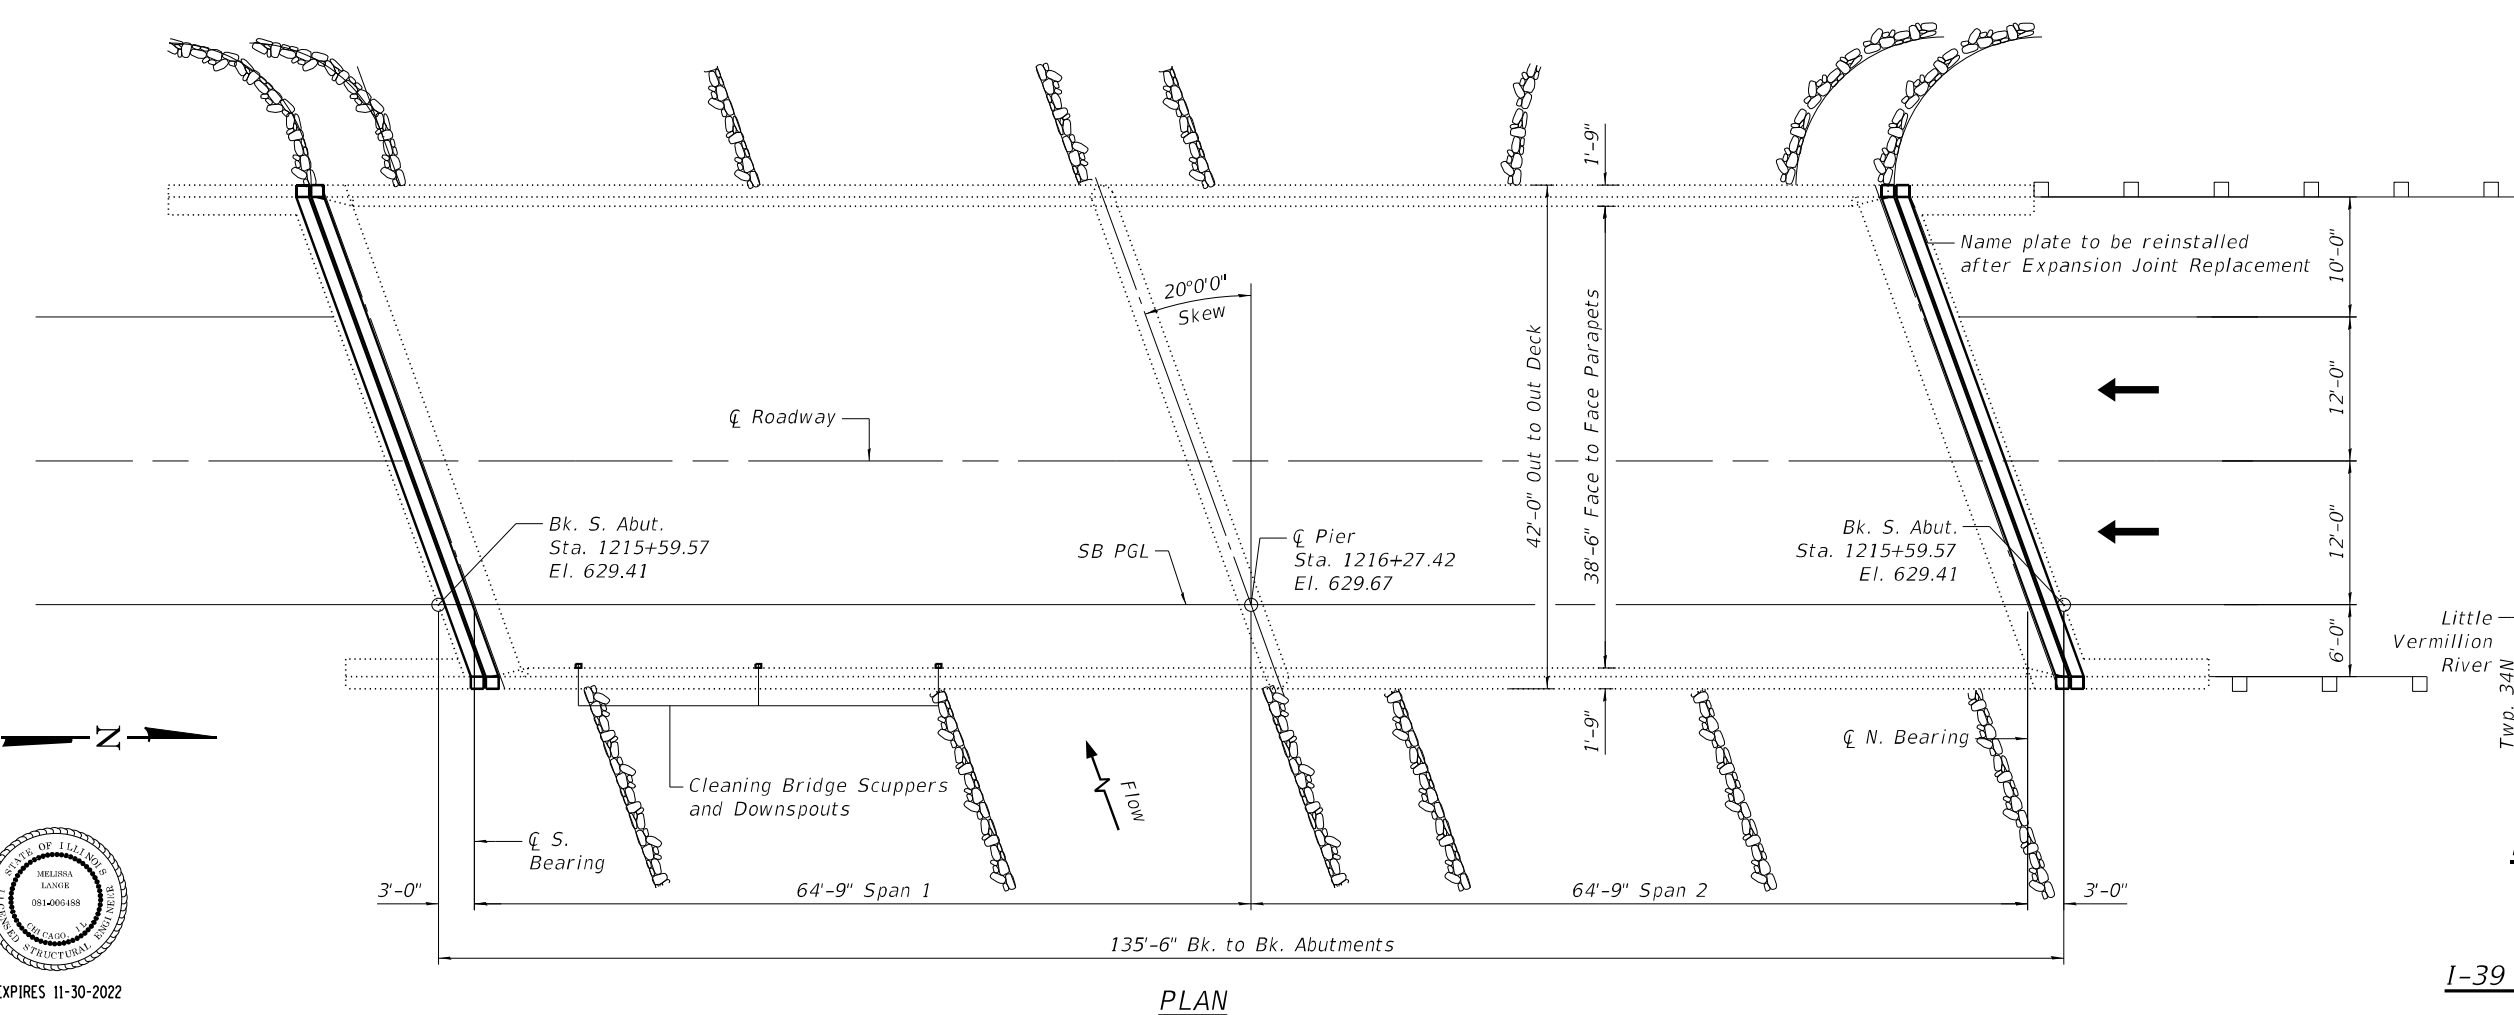 1'-9"
Name plate to be reinstalled
after Expansion Joint Replacement
10'-0"
20°0'0"
Skew
42'-0" Out to Out Deck
38'-6" Face to Face Parapets
12'-0"
℄ Roadway
Bk. S. Abut.
Sta. 1215+59.57
El. 629.41
SB PGL
℄ Pier
Sta. 1216+27.42
El. 629.67
Bk. S. Abut.
Sta. 1215+59.57
El. 629.41
12'-0"
6'-0"
Little
Vermillion
River
Twp. 34N
N
1'-9"
℄ N. Bearing
Cleaning Bridge Scuppers
and Downspouts
Flow
℄ S.
Bearing
3'-0"
64'-9" Span 1
64'-9" Span 2
3'-0"
135'-6" Bk. to Bk. Abutments
STATE OF ILLINOIS
MELISSA
LANGE
081-006488
CHICAGO, IL
STRUCTURAL ENGINEER
EXPIRES 11-30-2022
PLAN
I-39